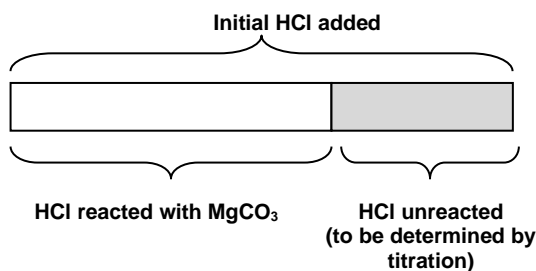 Initial HCl added
HCl reacted with MgCO₃
HCl unreacted
(to be determined by
titration)